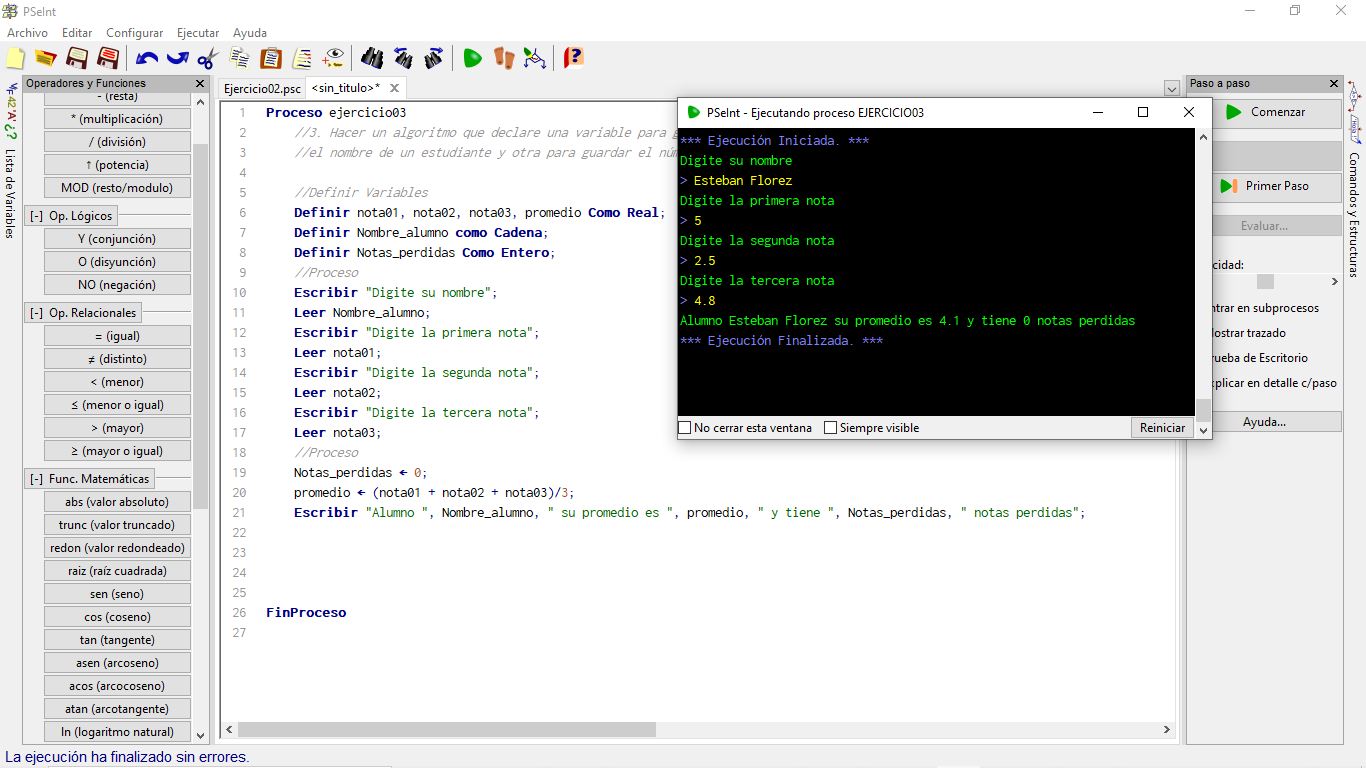 PSeInt
Archivo Editar Configurar Ejecutar Ayuda
Operadores y Funciones
- (resta)
* (multiplicación)
/ (división)
↑ (potencia)
MOD (resto/modulo)
[-] Op. Lógicos
Y (conjunción)
O (disyunción)
NO (negación)
[-] Op. Relacionales
= (igual)
≠ (distinto)
< (menor)
≤ (menor o igual)
> (mayor)
≥ (mayor o igual)
[-] Func. Matemáticas
abs (valor absoluto)
trunc (valor truncado)
redon (valor redondeado)
raiz (raíz cuadrada)
sen (seno)
cos (coseno)
tan (tangente)
asen (arcoseno)
acos (arcocoseno)
atan (arcotangente)
ln (logaritmo natural)
Lista de Variables
Ejercicio02.psc <sin_titulo>*
1 Proceso ejercicio03
2 //3. Hacer un algoritmo que declare una variable para
3 //el nombre de un estudiante y otra para guardar el
4
5 //Definir Variables
6 Definir nota01, nota02, nota03, promedio Como Real;
7 Definir Nombre_alumno como Cadena;
8 Definir Notas_perdidas Como Entero;
9 //Proceso
10 Escribir "Digite su nombre";
11 Leer Nombre_alumno;
12 Escribir "Digite la primera nota";
13 Leer nota01;
14 Escribir "Digite la segunda nota";
15 Leer nota02;
16 Escribir "Digite la tercera nota";
17 Leer nota03;
18 //Proceso
19 Notas_perdidas ← 0;
20 promedio ← (nota01 + nota02 + nota03)/3;
21 Escribir "Alumno ", Nombre_alumno, " su promedio es ", promedio, " y tiene ", Notas_perdidas, " notas perdidas";
22
23
24
25
26 FinProceso
27
PSeInt - Ejecutando proceso EJERCICIO03
*** Ejecución Iniciada. ***
Digite su nombre
> Esteban Florez
Digite la primera nota
> 5
Digite la segunda nota
> 2.5
Digite la tercera nota
> 4.8
Alumno Esteban Florez su promedio es 4.1 y tiene 0 notas perdidas
*** Ejecución Finalizada. ***
No cerrar esta ventana Siempre visible Reiniciar
Paso a paso
Comenzar
Primer Paso
Evaluar...
cidad:
ntrar en subprocesos
ostrar trazado
rueba de Escritorio
xplicar en detalle c/paso
Ayuda...
Comandos y Estructuras
La ejecución ha finalizado sin errores.